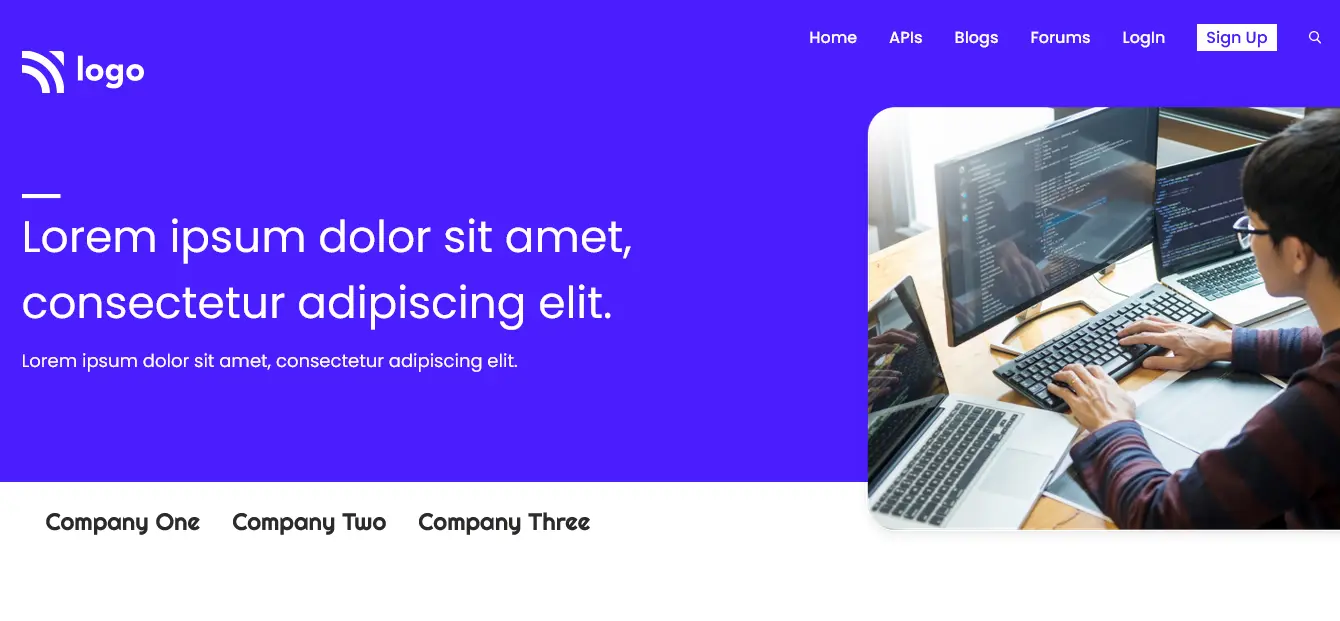 Home APIs Blogs Forums LogIn Sign Up
logo
Lorem ipsum dolor sit amet,
consectetur adipiscing elit.
Lorem ipsum dolor sit amet, consectetur adipiscing elit.
Company One Company Two Company Three